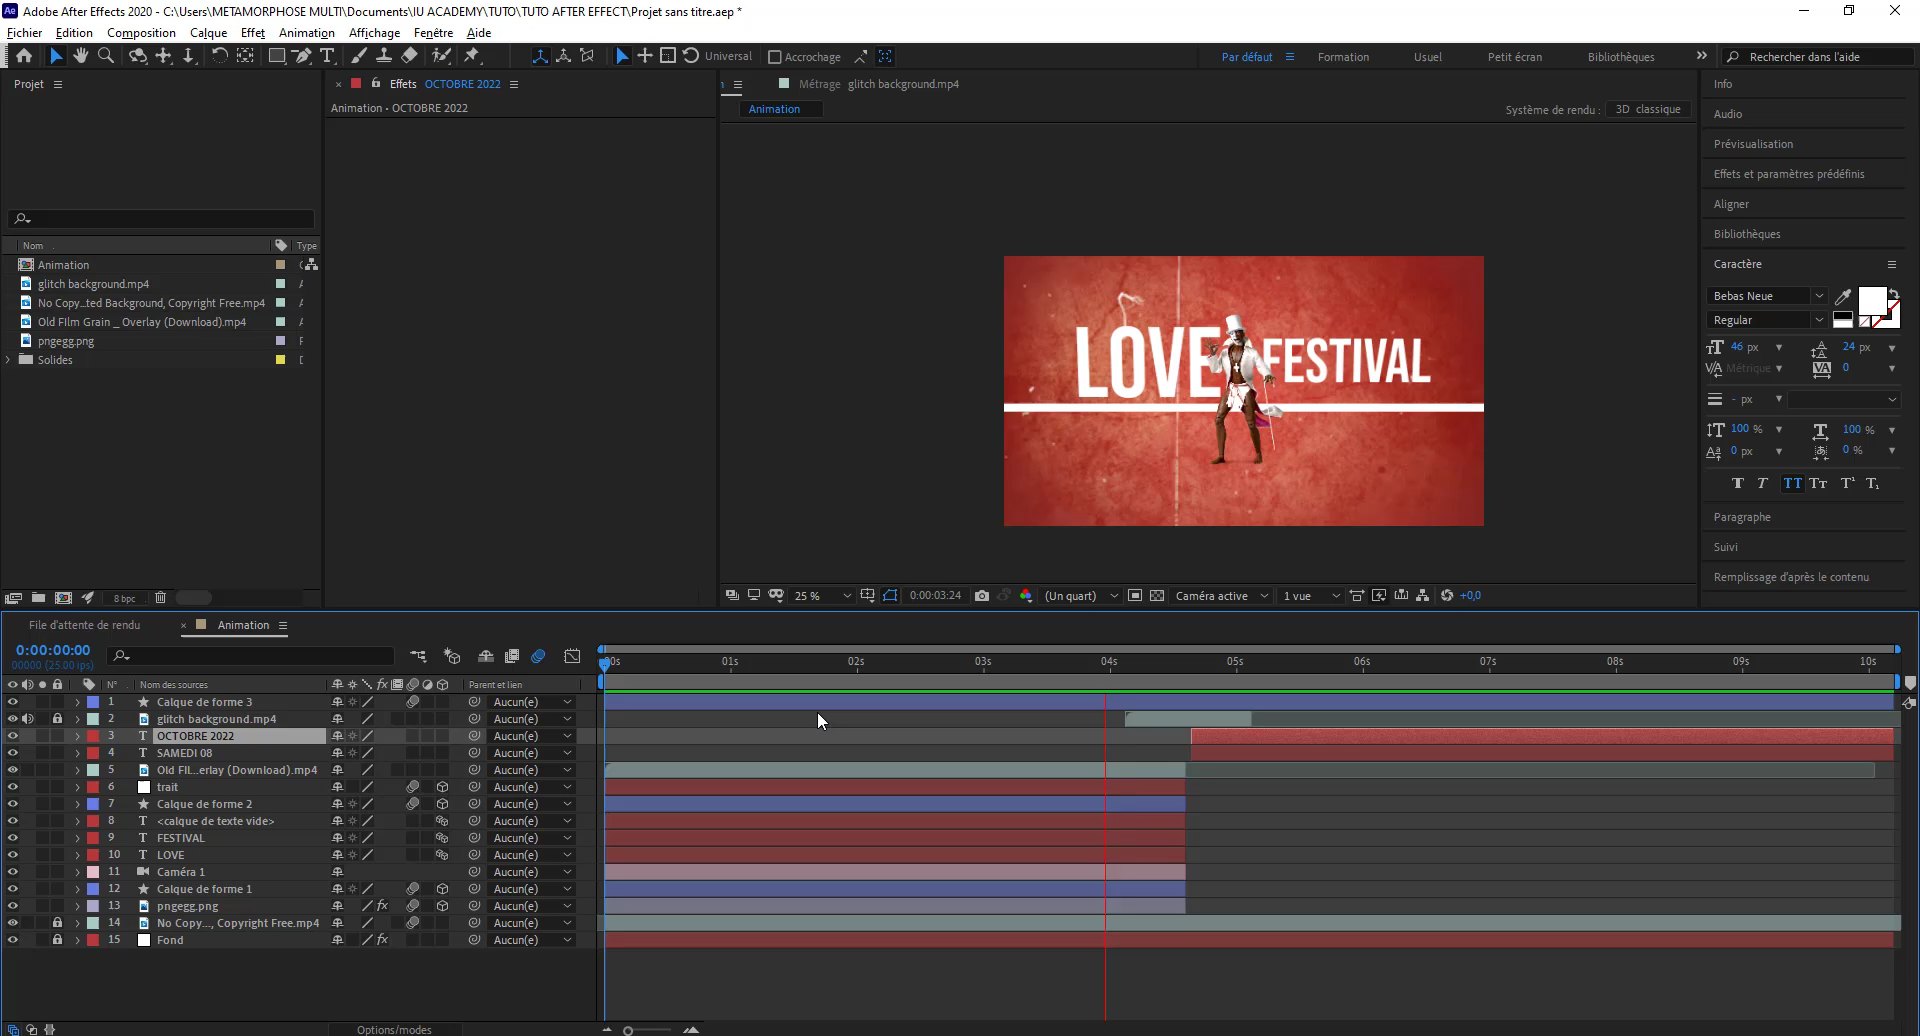 Adobe After Effects 2020 - C:\Users\METAMORPHOSE MULTI\Documents\IU ACADEMY\TUTO\TUTO AFTER EFFECT\Projet sans titre.aep *
Fichier Edition Composition Calque Effet Animation Affichage Fenêtre Aide
Universal Accrochage Par défaut Formation Usuel Petit écran Bibliothèques Rechercher dans l'aide
Projet
Effets OCTOBRE 2022
Animation • OCTOBRE 2022
Métrage glitch background.mp4
Animation
Système de rendu : 3D classique
Nom Type
Animation
glitch background.mp4
No Copy...ted Background, Copyright Free.mp4
Old FIlm Grain _ Overlay (Download).mp4
pngegg.png
Solides
8 bpc
LOVE FESTIVAL
25 % 0:00:03:24 (Un quart) Caméra active 1 vue +0,0
Info
Audio
Prévisualisation
Effets et paramètres prédéfinis
Aligner
Bibliothèques
Caractère
Bebas Neue
Regular
46 px 24 px
Métrique 0
- px
100 % 100 %
0 px 0 %
Paragraphe
Suivi
Remplissage d'après le contenu
File d'attente de rendu Animation
0:00:00:00
00000 (25.00 ips)
00s 01s 02s 03s 04s 05s 06s 07s 08s 09s 10s
N° Nom des sources Parent et lien
1 Calque de forme 3 Aucun(e)
2 glitch background.mp4 Aucun(e)
3 OCTOBRE 2022 Aucun(e)
4 SAMEDI 08 Aucun(e)
5 Old FIL...erlay (Download).mp4 Aucun(e)
6 trait Aucun(e)
7 Calque de forme 2 Aucun(e)
8 <calque de texte vide> Aucun(e)
9 FESTIVAL Aucun(e)
10 LOVE Aucun(e)
11 Caméra 1 Aucun(e)
12 Calque de forme 1 Aucun(e)
13 pngegg.png Aucun(e)
14 No Copy..., Copyright Free.mp4 Aucun(e)
15 Fond Aucun(e)
Options/modes